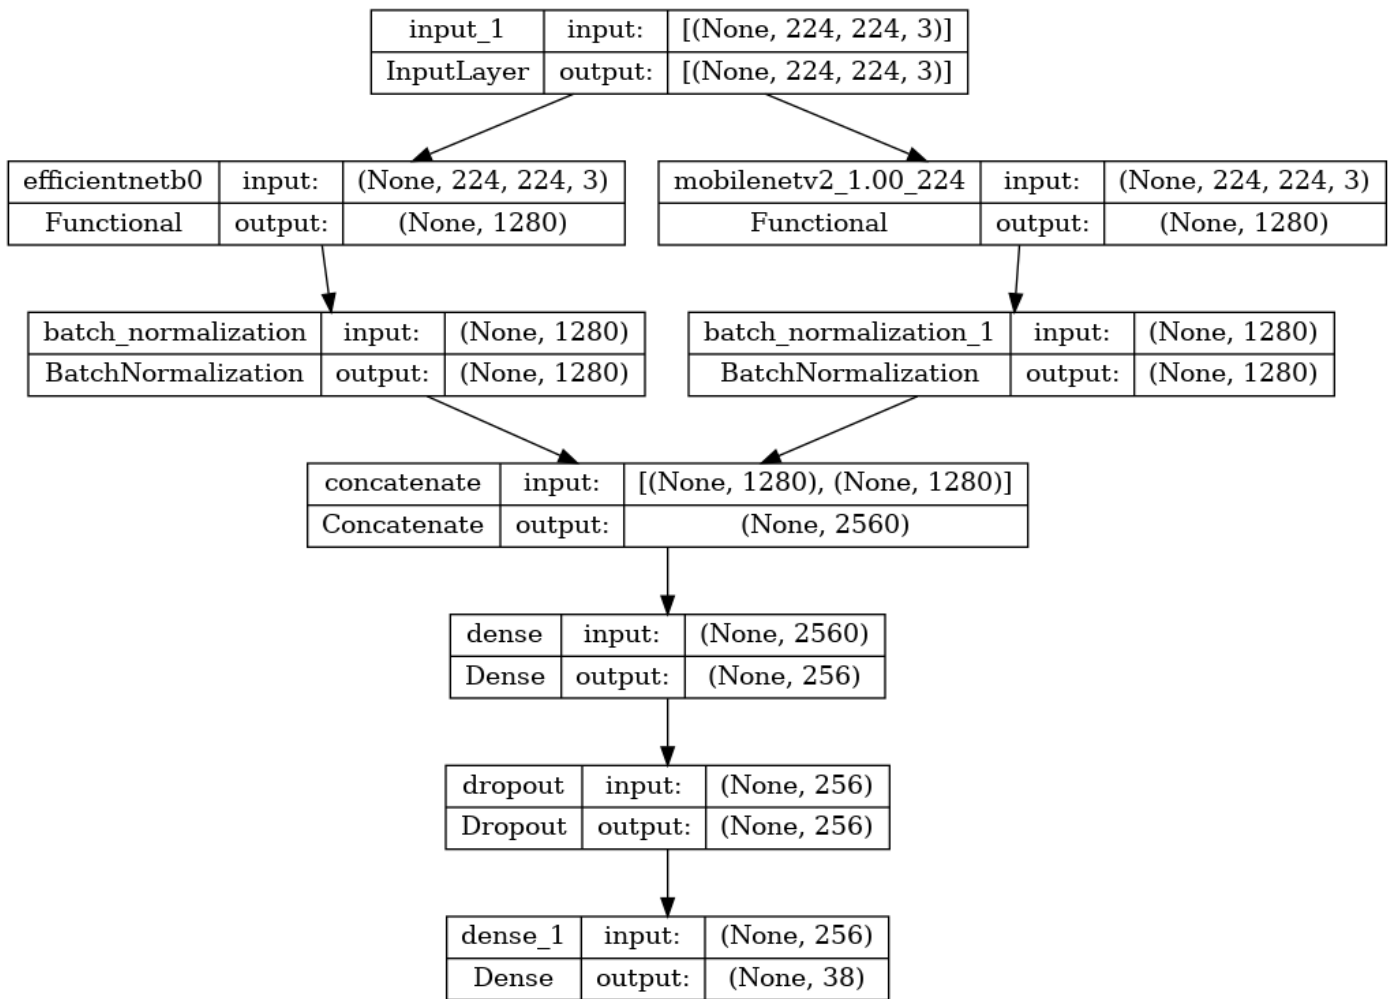 input_1 input: [(None, 224, 224, 3)]
InputLayer output: [(None, 224, 224, 3)]
efficientnetb0 input: (None, 224, 224, 3)
Functional output: (None, 1280)
mobilenetv2_1.00_224 input: (None, 224, 224, 3)
Functional output: (None, 1280)
batch_normalization input: (None, 1280)
BatchNormalization output: (None, 1280)
batch_normalization_1 input: (None, 1280)
BatchNormalization output: (None, 1280)
concatenate input: [(None, 1280), (None, 1280)]
Concatenate output: (None, 2560)
dense input: (None, 2560)
Dense output: (None, 256)
dropout input: (None, 256)
Dropout output: (None, 256)
dense_1 input: (None, 256)
Dense output: (None, 38)